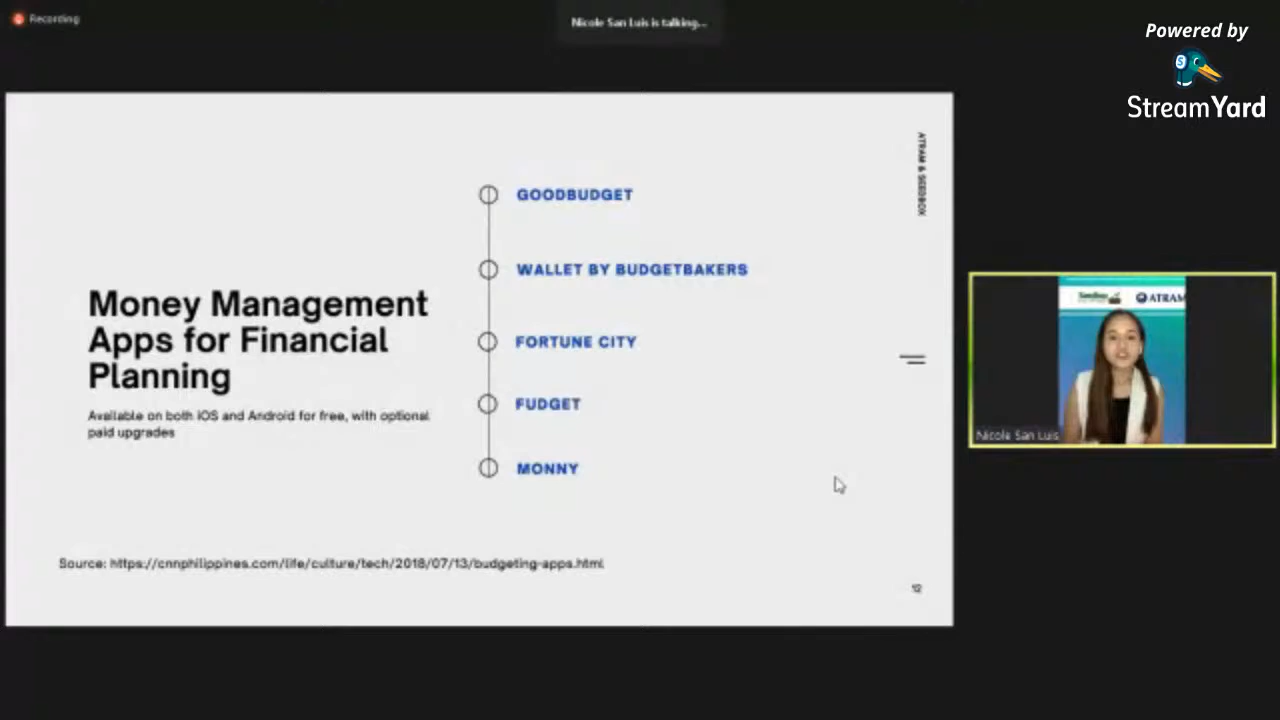 Recording
Nicole San Luis is talking...
Powered by
StreamYard
ATRAM & SEEDBOX
GOODBUDGET
WALLET BY BUDGETBAKERS
FORTUNE CITY
FUDGET
MONNY
Money Management
Apps for Financial
Planning
Available on both iOS and Android for free, with optional
paid upgrades
Source: https://cnnphilippines.com/life/culture/tech/2018/07/13/budgeting-apps.html
12
ATRAM
Nicole San Luis